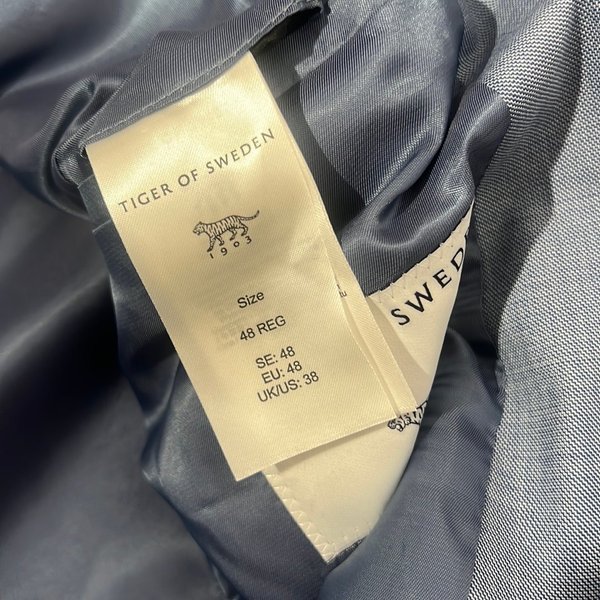 TIGER OF SWEDEN
1903
Size
48 REG
SE: 48
EU: 48
UK/US: 38
SWEDE